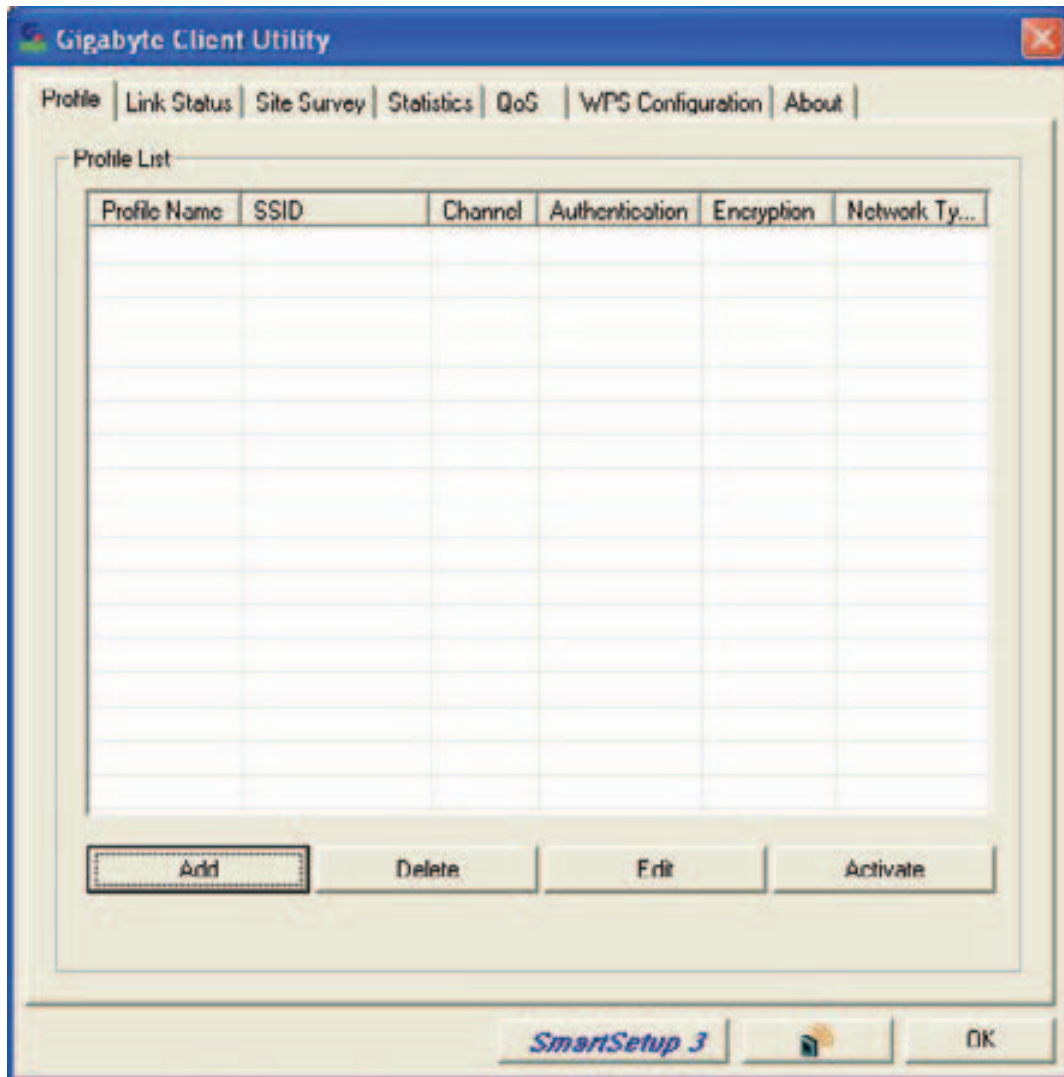 Gigabyte Client Utility
Profile Link Status Site Survey Statistics QoS WPS Configuration About
Profile List
Profile Name SSID Channel Authentication Encryption Network Ty...
Add Delete Edit Activate
SmartSetup 3 OK